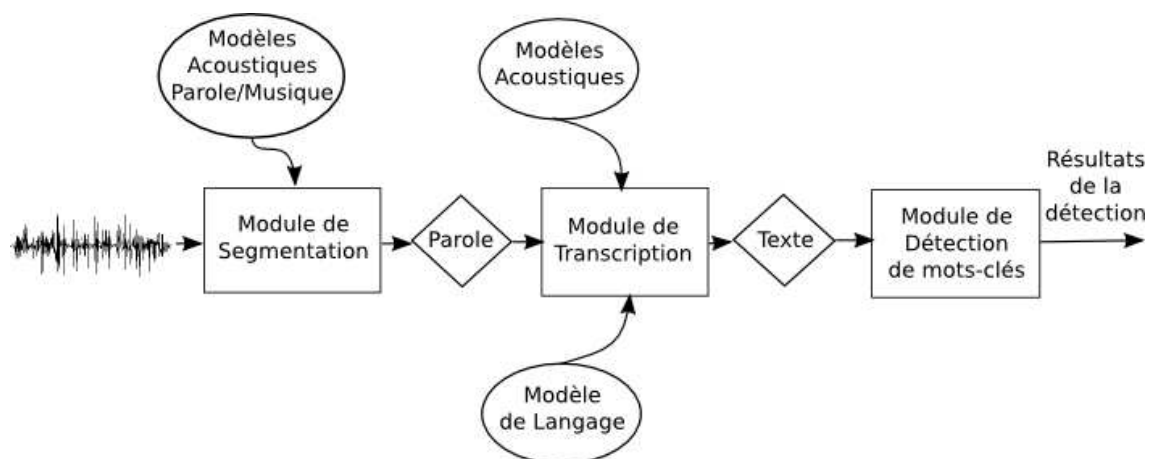 Modèles
Acoustiques
Parole/Musique
Modèles
Acoustiques
Module de
Segmentation
Parole
Module de
Transcription
Texte
Module de
Détection
de mots-clés
Résultats
de la
détection
Modèle
de Langage